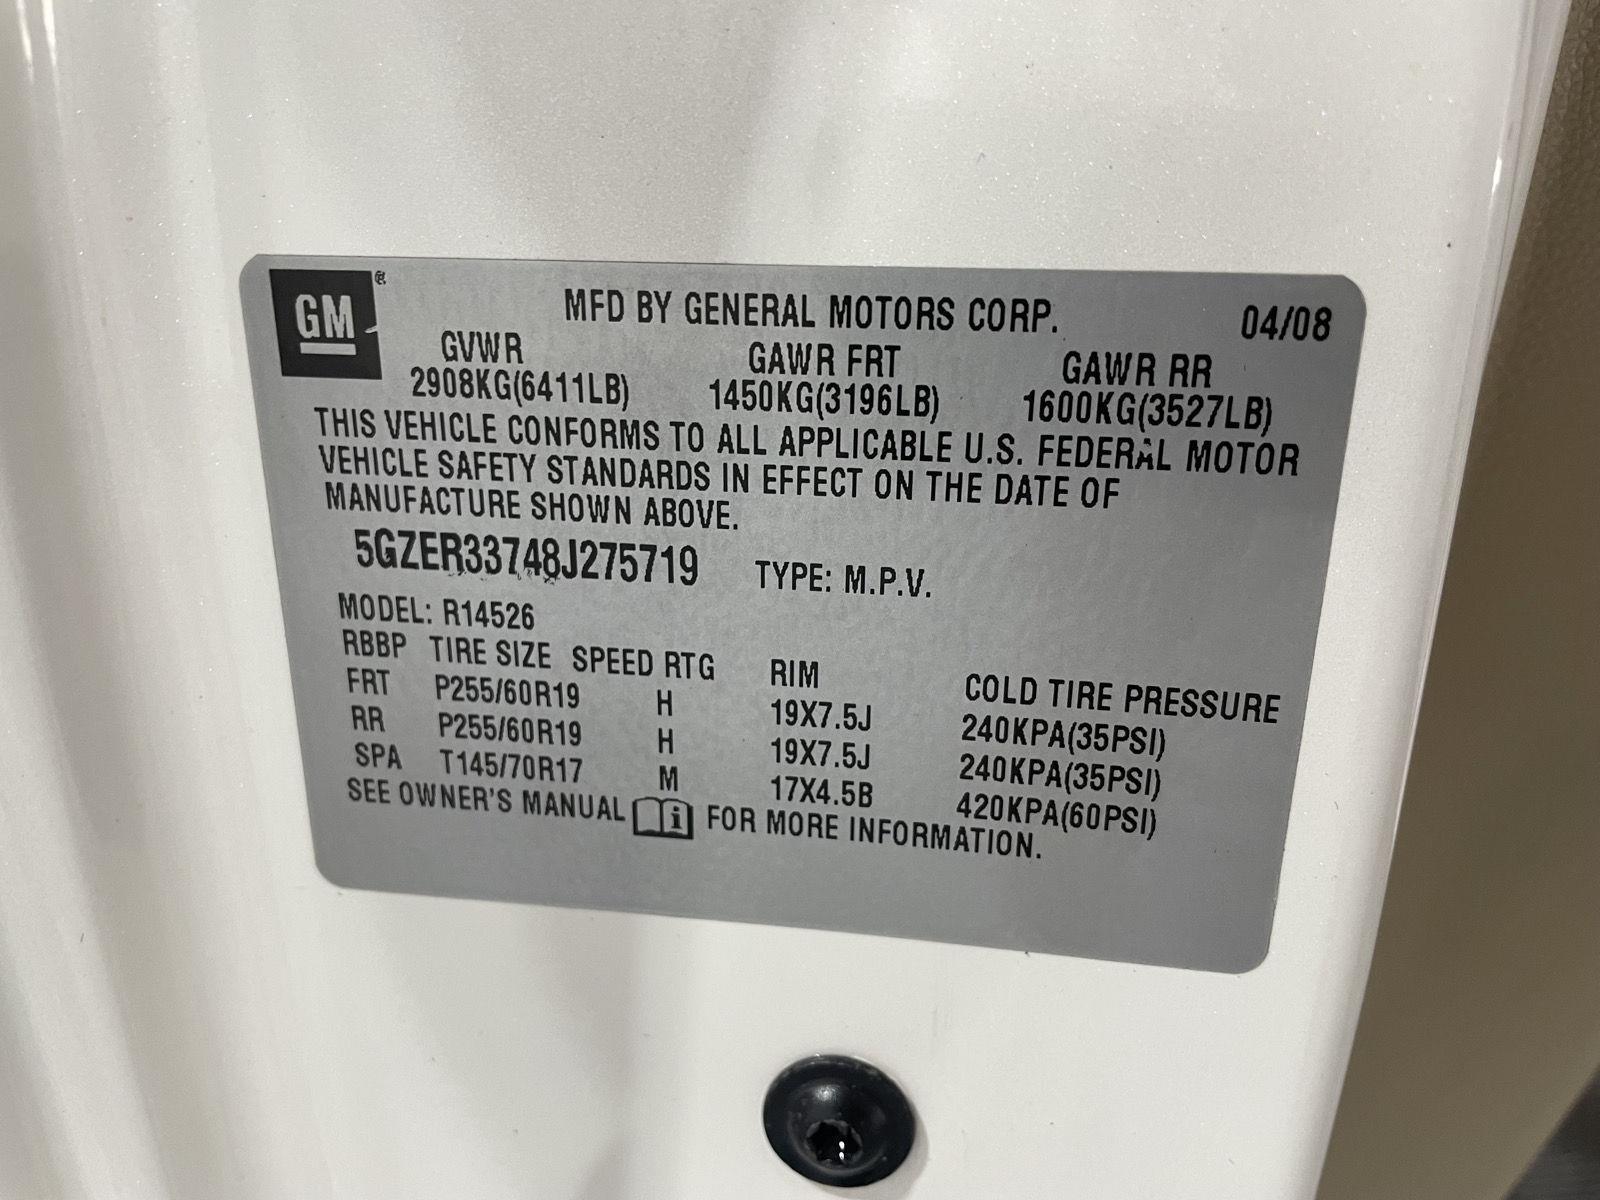 GM ®
MFD BY GENERAL MOTORS CORP. 04/08
GVWR GAWR FRT GAWR RR
2908KG(6411LB) 1450KG(3196LB) 1600KG(3527LB)
THIS VEHICLE CONFORMS TO ALL APPLICABLE U.S. FEDERAL MOTOR
VEHICLE SAFETY STANDARDS IN EFFECT ON THE DATE OF
MANUFACTURE SHOWN ABOVE.
5GZER33748J275719 TYPE: M.P.V.
MODEL: R14526
RBBP TIRE SIZE SPEED RTG RIM COLD TIRE PRESSURE
FRT P255/60R19 H 19X7.5J 240KPA(35PSI)
RR P255/60R19 H 19X7.5J 240KPA(35PSI)
SPA T145/70R17 M 17X4.5B 420KPA(60PSI)
SEE OWNER'S MANUAL i FOR MORE INFORMATION.